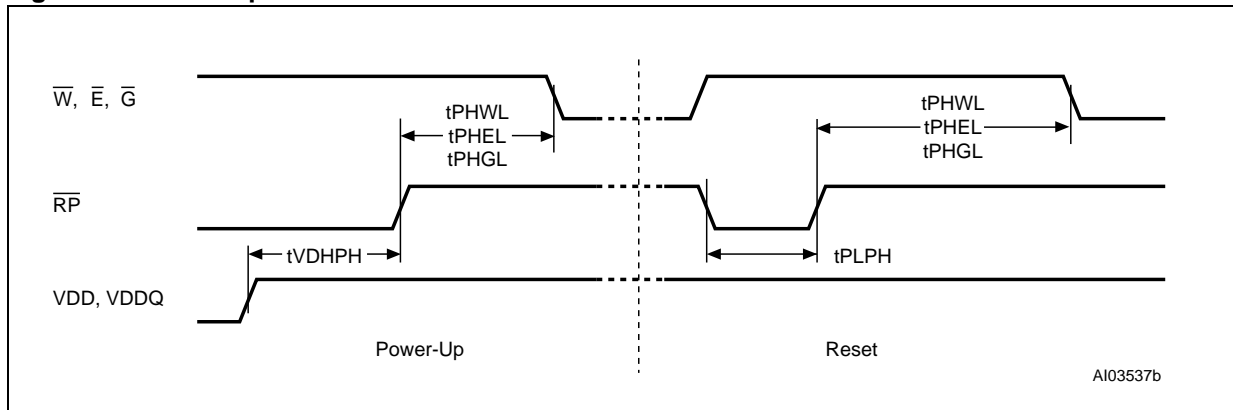 W, E, G
tPHWL
tPHEL
tPHGL
tPHWL
tPHEL
tPHGL
RP
tVDHPH
tPLPH
VDD, VDDQ
Power-Up
Reset
AI03537b